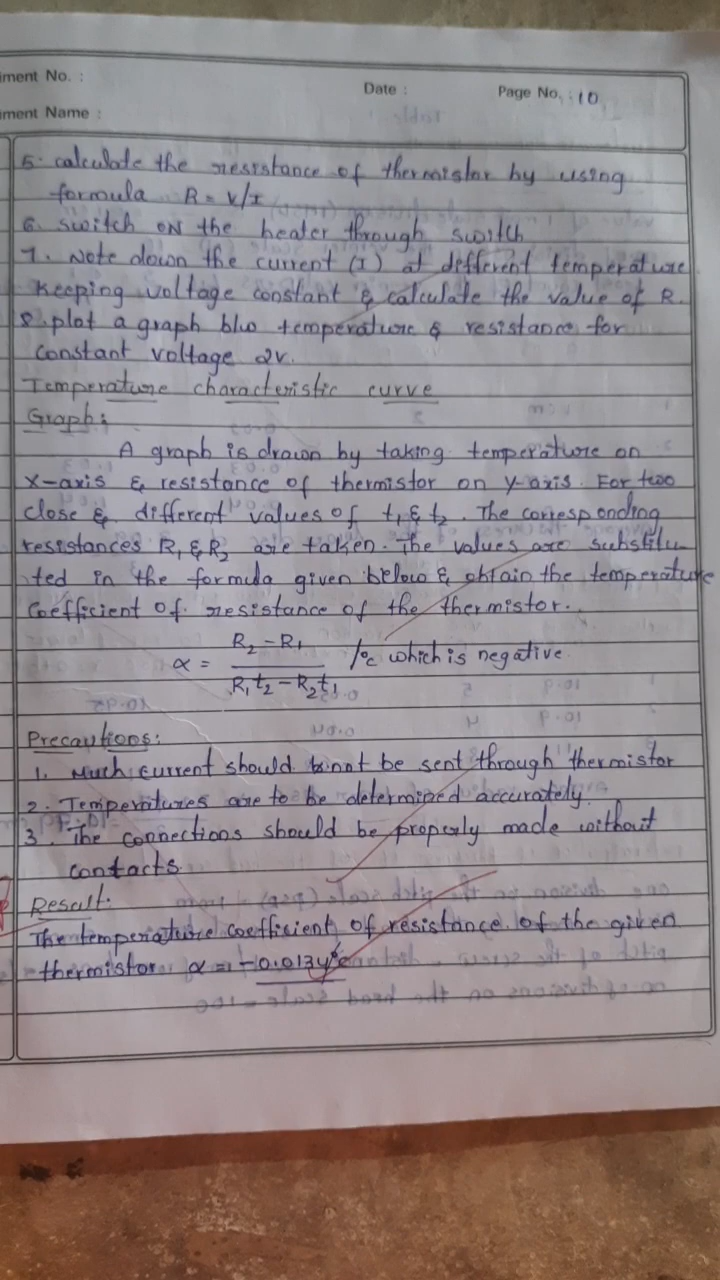 iment No. :
Date :
Page No. : 10
iment Name :
5. calculate the resistance of thermistor by using
formula R = V/I
6. switch ON the heater through switch
7. Note down the current (I) at different temperature
Keeping voltage constant & calculate the value of R.
8. plot a graph b/w temperature & resistance for
constant voltage 2v.
Temperature characteristic curve
Graph:
A graph is drawn by taking temperature on
x-axis & resistance of thermistor on y-axis. For two
close & different values of t₁ & t₂. The corresponding
resistances R₁ & R₂ are taken. The values are substitu-
ted in the formula given below & obtain the temperature
Coefficient of resistance of the thermistor.
α = (R₂ - R₁) / (R₁t₂ - R₂t₁) /°c which is negative
Precautions:
1. Much current should not be sent through thermistor
2. Temperatures are to be determined accurately.
3. The connections should be properly made without
contacts.
Result:
The temperature coefficient of resistance of the given
thermistor α =